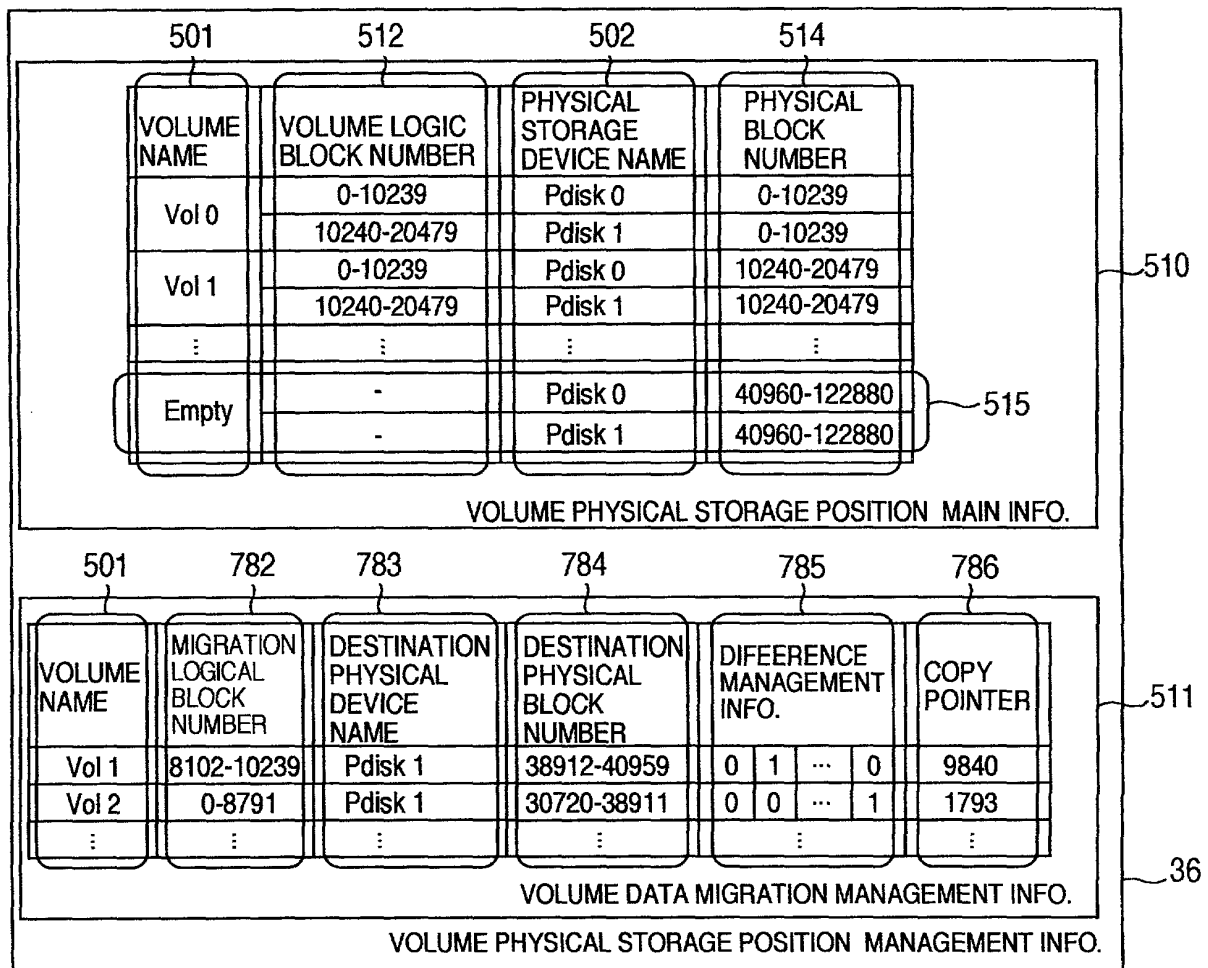 501 512 502 514
VOLUME NAME VOLUME LOGIC BLOCK NUMBER PHYSICAL STORAGE DEVICE NAME PHYSICAL BLOCK NUMBER
Vol 0 0-10239 Pdisk 0 0-10239
10240-20479 Pdisk 1 0-10239
Vol 1 0-10239 Pdisk 0 10240-20479
10240-20479 Pdisk 1 10240-20479
510
⋮ ⋮ ⋮ ⋮
Empty - Pdisk 0 40960-122880
- Pdisk 1 40960-122880
515
VOLUME PHYSICAL STORAGE POSITION MAIN INFO.
501 782 783 784 785 786
VOLUME NAME MIGRATION LOGICAL BLOCK NUMBER DESTINATION PHYSICAL DEVICE NAME DESTINATION PHYSICAL BLOCK NUMBER DIFEERENCE MANAGEMENT INFO. COPY POINTER
511
Vol 1 8102-10239 Pdisk 1 38912-40959 0 1 ... 0 9840
Vol 2 0-8791 Pdisk 1 30720-38911 0 0 ... 1 1793
⋮ ⋮ ⋮ ⋮ ⋮ ⋮
36
VOLUME DATA MIGRATION MANAGEMENT INFO.
VOLUME PHYSICAL STORAGE POSITION MANAGEMENT INFO.